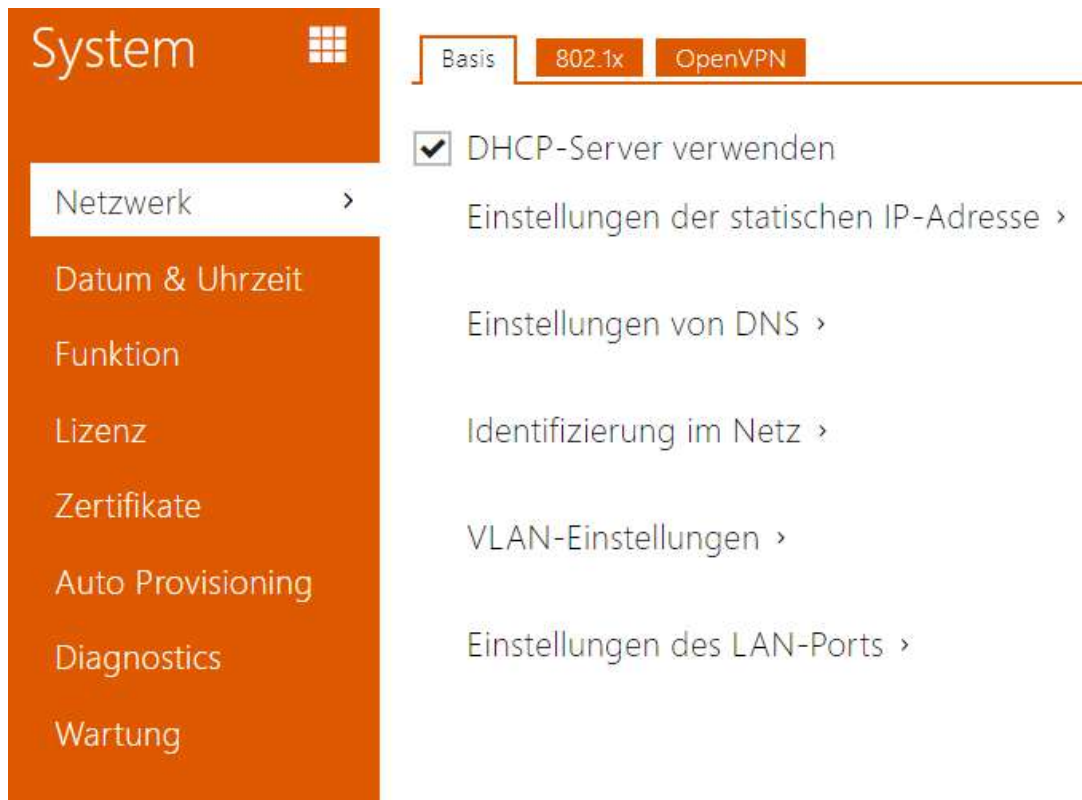 System
Netzwerk
Datum & Uhrzeit
Funktion
Lizenz
Zertifikate
Auto Provisioning
Diagnostics
Wartung
Basis 802.1x OpenVPN
DHCP-Server verwenden
Einstellungen der statischen IP-Adresse ›
Einstellungen von DNS ›
Identifizierung im Netz ›
VLAN-Einstellungen ›
Einstellungen des LAN-Ports ›